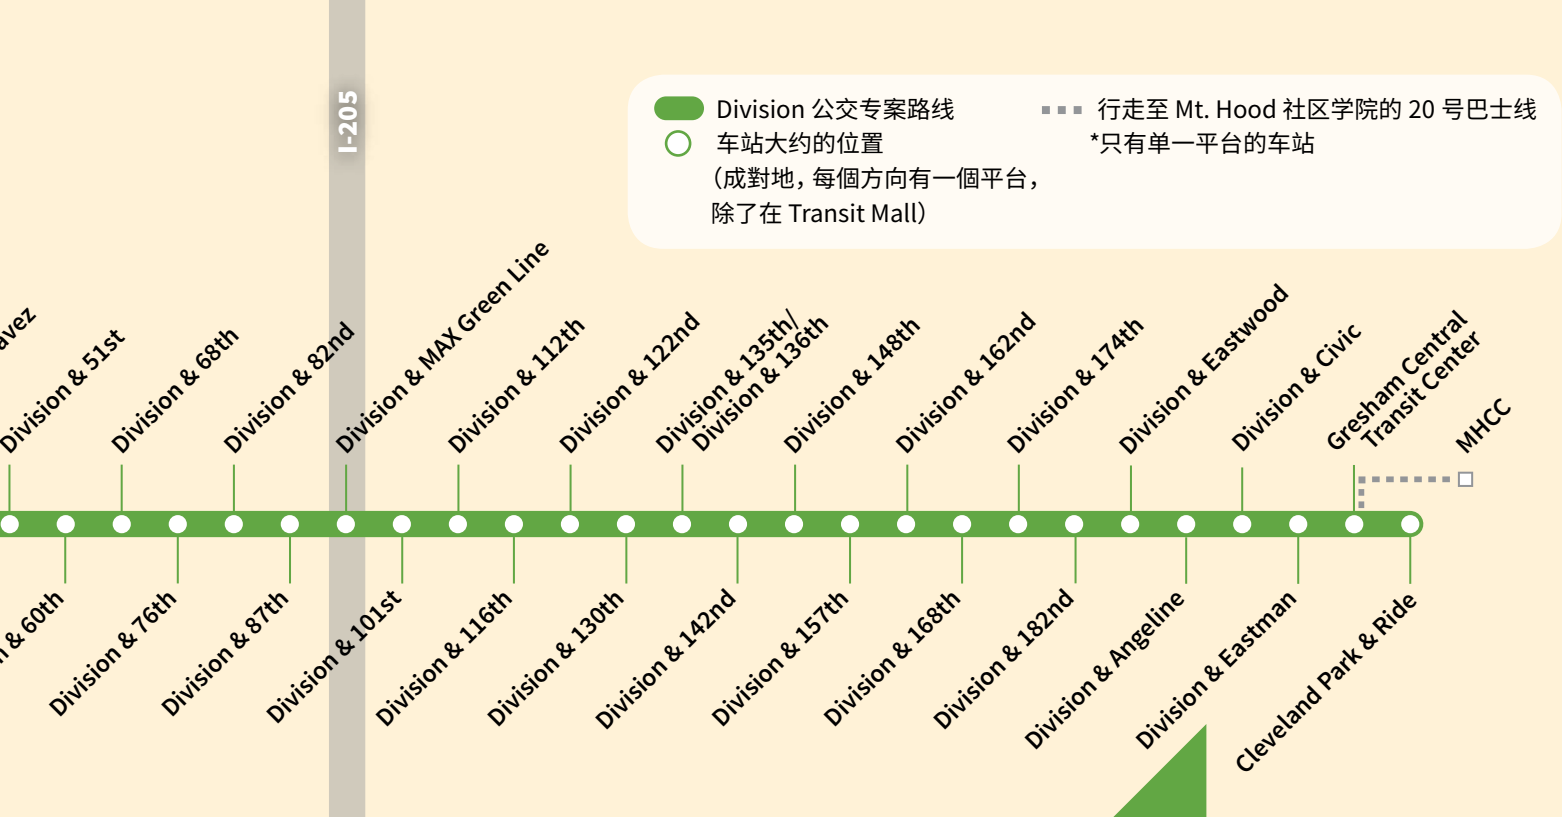 I-205
Division 公交专案路线
行走至 Mt. Hood 社区学院的 20 号巴士线
车站大约的位置
*只有单一平台的车站
（成對地，每個方向有一個平台，
除了在 Transit Mall）
avez
Division & 51st
Division & 68th
Division & 82nd
Division & MAX Green Line
Division & 112th
Division & 122nd
Division & 135th/
Division & 136th
Division & 148th
Division & 162nd
Division & 174th
Division & Eastwood
Division & Civic
Gresham Central
Transit Center
MHCC
& 60th
Division & 76th
Division & 87th
Division & 101st
Division & 116th
Division & 130th
Division & 142nd
Division & 157th
Division & 168th
Division & 182nd
Division & Angeline
Division & Eastman
Cleveland Park & Ride